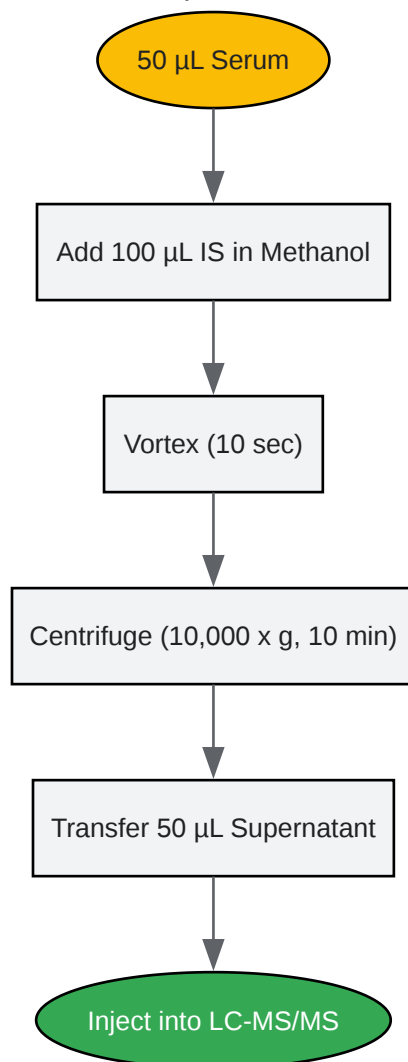 50 µL Serum
Add 100 µL IS in Methanol
Vortex (10 sec)
Centrifuge (10,000 x g, 10 min)
Transfer 50 µL Supernatant
Inject into LC-MS/MS